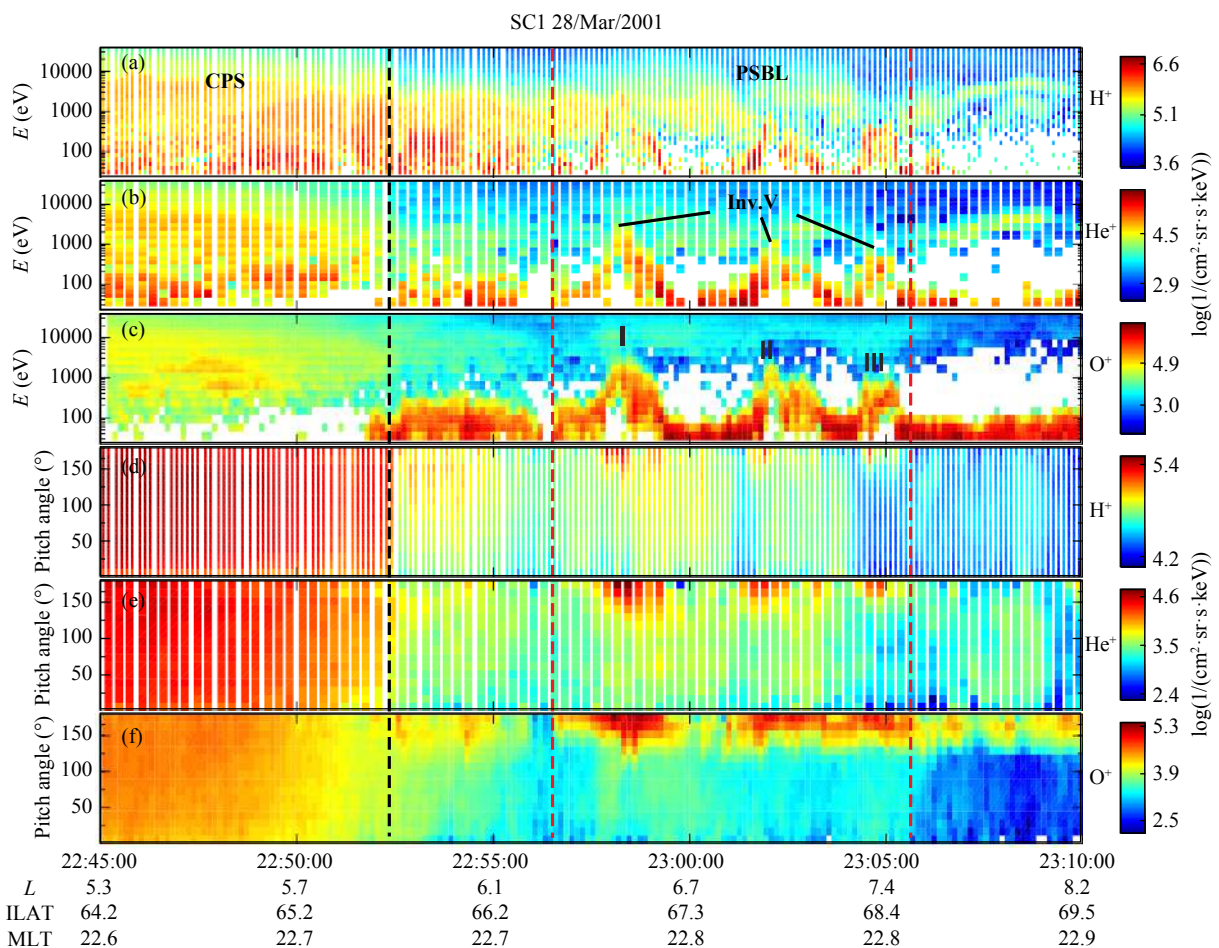 SC1 28/Mar/2001
(a) CPS PSBL
E (eV) 10000 1000 100
H+ 6.6 5.1 3.6
(b) Inv.V
E (eV) 10000 1000 100
He+ 4.5 2.9
log(1/(cm²·sr·s·keV))
(c) I II III
E (eV) 10000 1000 100
O+ 4.9 3.0
(d)
Pitch angle (°) 150 100 50
H+ 5.4 4.2
(e)
Pitch angle (°) 150 100 50
He+ 4.6 3.5 2.4
log(1/(cm²·sr·s·keV))
(f)
Pitch angle (°) 150 100 50
O+ 5.3 3.9 2.5
22:45:00 22:50:00 22:55:00 23:00:00 23:05:00 23:10:00
L 5.3 5.7 6.1 6.7 7.4 8.2
ILAT 64.2 65.2 66.2 67.3 68.4 69.5
MLT 22.6 22.7 22.7 22.8 22.8 22.9